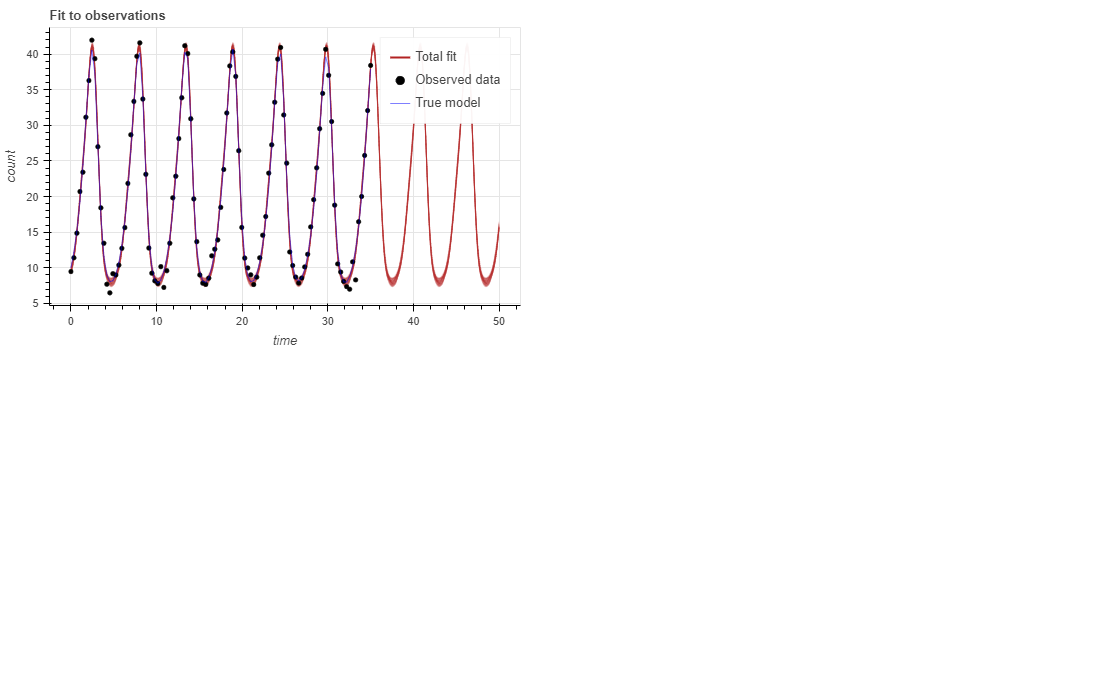 Fit to observations
40
35
30
25
20
15
10
5
count
0
10
20
30
40
50
time
Total fit
Observed data
True model